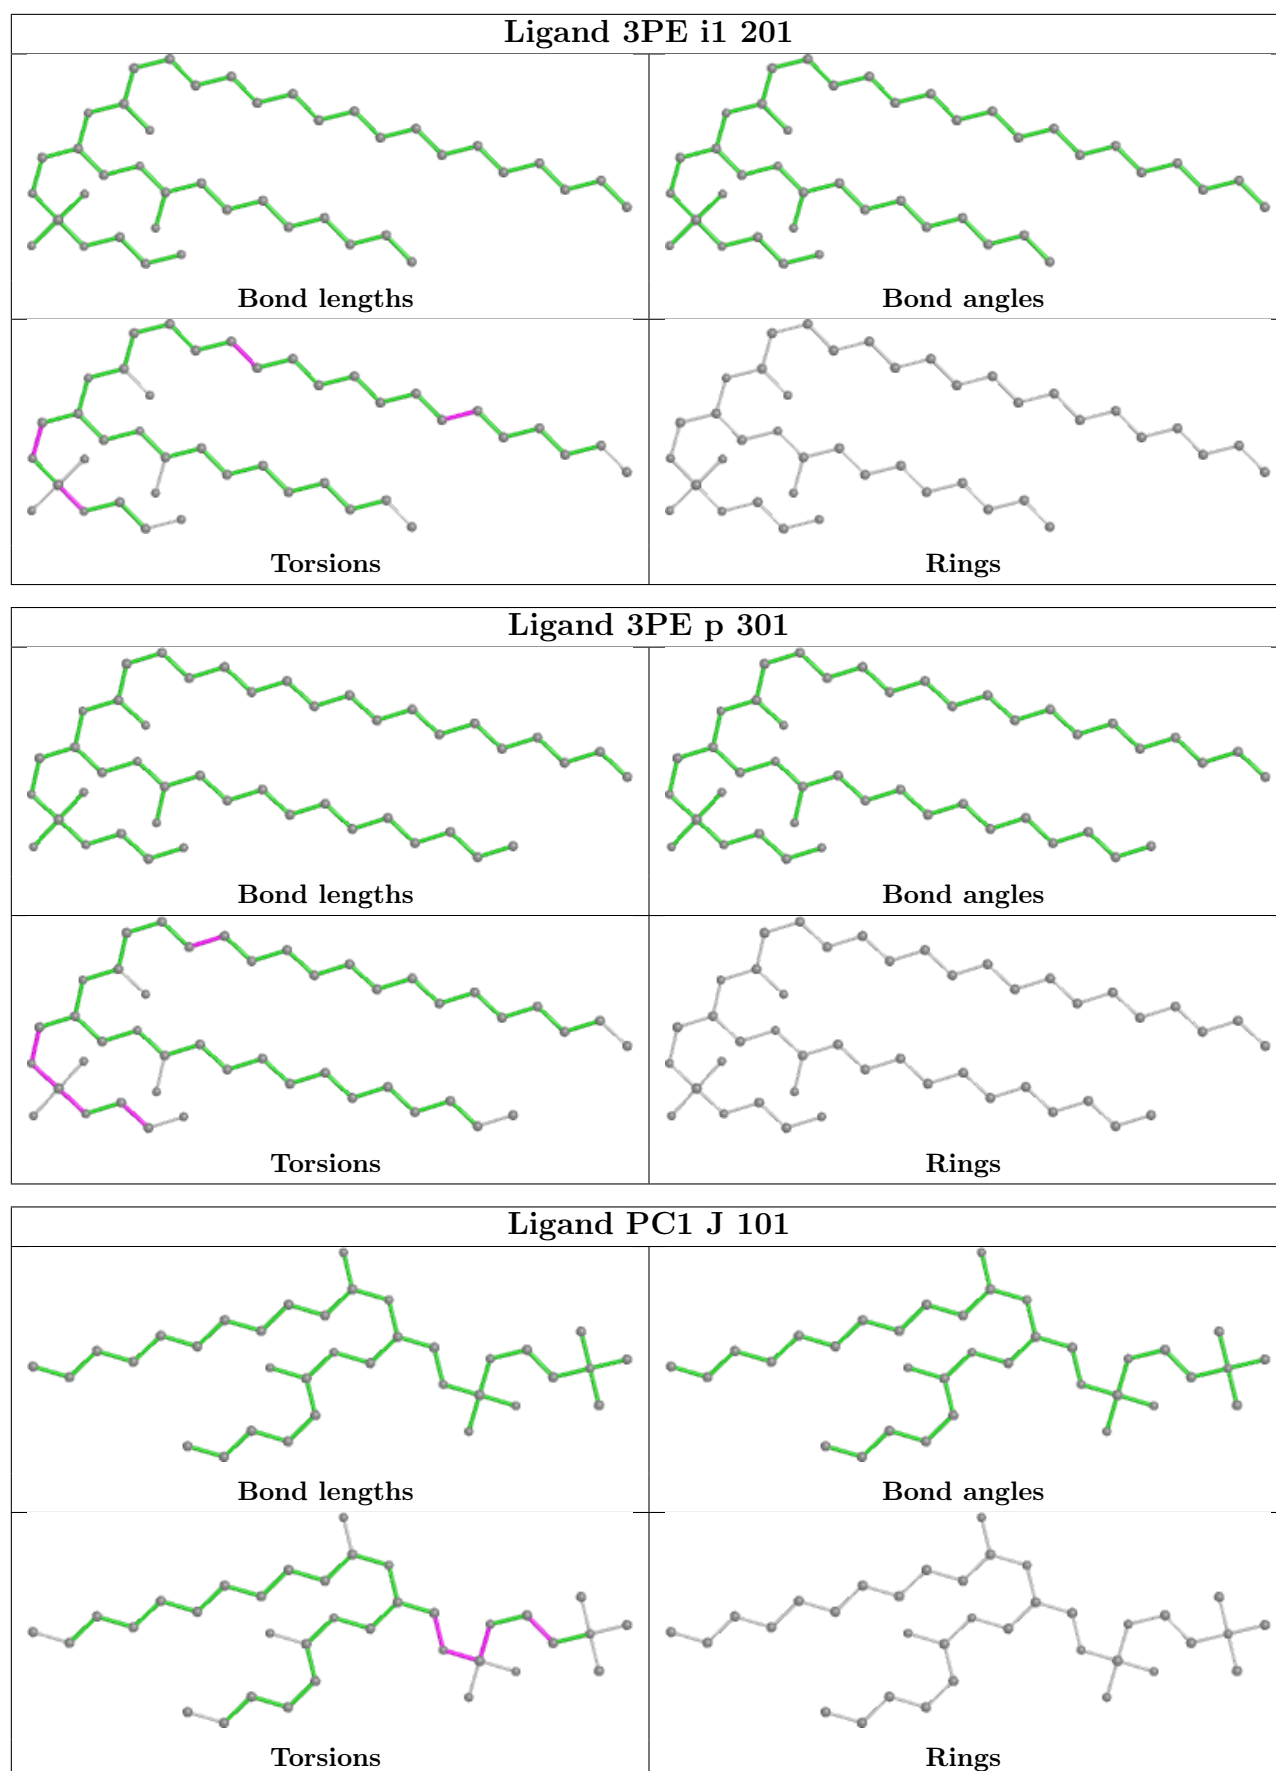 Ligand 3PE i1 201
Bond lengths
Bond angles
Torsions
Rings
Ligand 3PE p 301
Bond lengths
Bond angles
Torsions
Rings
Ligand PC1 J 101
Bond lengths
Bond angles
Torsions
Rings